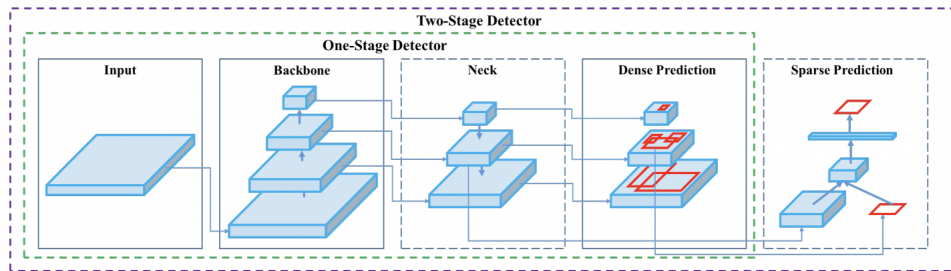 Two-Stage Detector
One-Stage Detector
Input
Backbone
Neck
Dense Prediction
Sparse Prediction